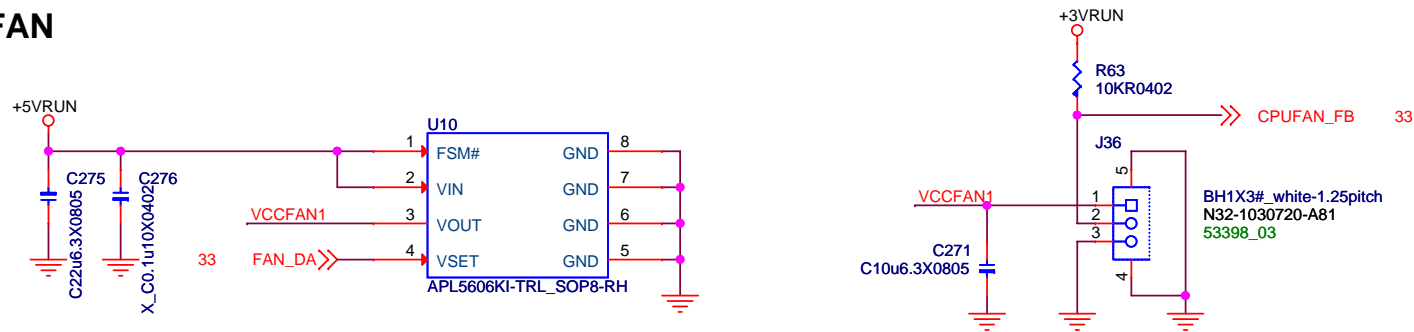 FAN
+5VRUN
C275
C22u6.3X0805
C276
X_C0.1u10X0402
U10
1 FSM# GND 8
2 VIN GND 7
VCCFAN1 3 VOUT GND 6
33 FAN_DA 4 VSET GND 5
APL5606KI-TRL_SOP8-RH
+3VRUN
R63
10KR0402
CPUFAN_FB 33
J36
5
VCCFAN1 1
2
3
4
BH1X3#_white-1.25pitch
N32-1030720-A81
53398_03
C271
C10u6.3X0805